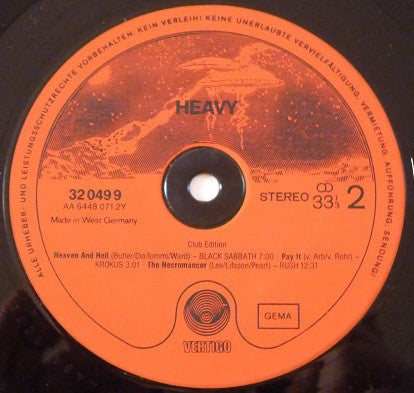 ALLE URHEBER- UND LEISTUNGSSCHUTZRECHTE VORBEHALTEN. KEIN VERLEIH! KEINE UNERLAUBTE VERVIELFÄLTIGUNG, VERMIETUNG, AUFFÜHRUNG, SENDUNG!
HEAVY
32 049 9
AA 6448 071.2Y
Made in West Germany
STEREO 33 1/3 2
Club Edition
Heaven And Hell (Butler/Dio/Iommi/Ward) – BLACK SABBATH 7:00 · Pay It (v. Arb/v. Rohr) –
KROKUS 3:01 · The Necromancer (Lee/Lifeson/Peart) – RUSH 12:31
VERTIGO
GEMA